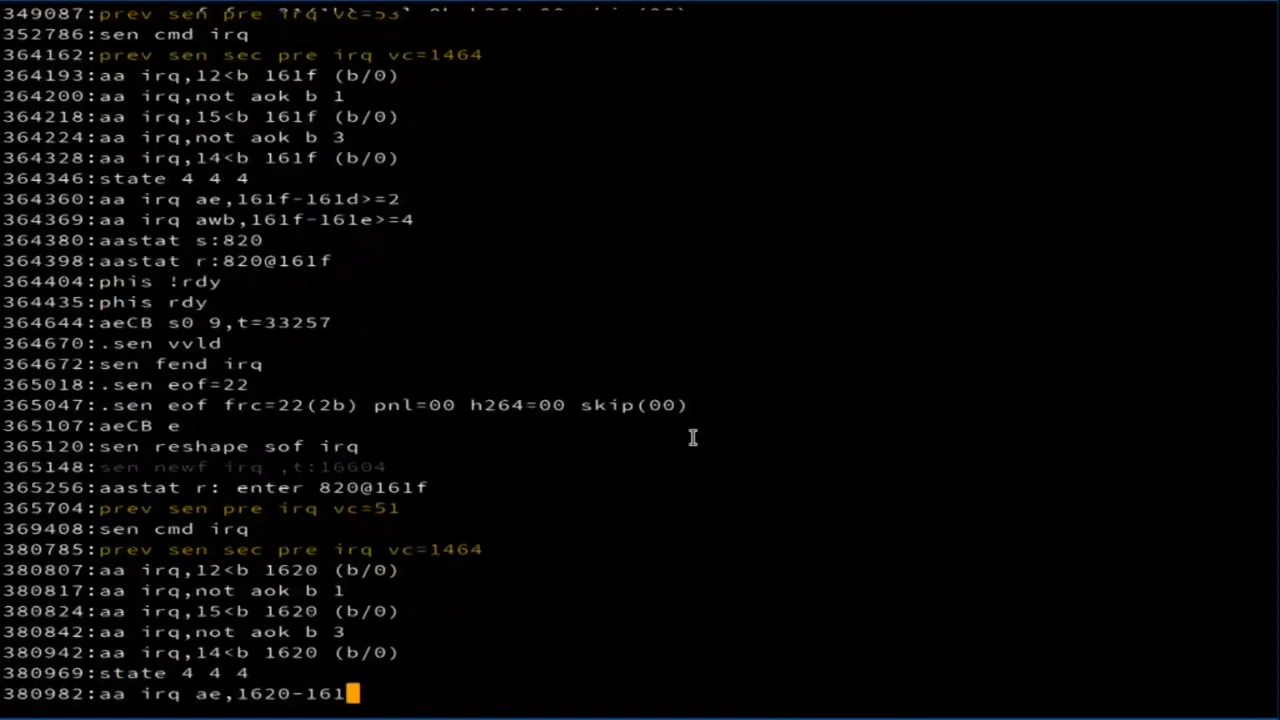 349087:prev sen pre irq vc=53
352786:sen cmd irq
364162:prev sen sec pre irq vc=1464
364193:aa irq,12<b 161f (b/0)
364200:aa irq,not aok b 1
364218:aa irq,15<b 161f (b/0)
364224:aa irq,not aok b 3
364328:aa irq,14<b 161f (b/0)
364346:state 4 4 4
364360:aa irq ae,161f-161d>=2
364369:aa irq awb,161f-161e>=4
364380:aastat s:820
364398:aastat r:820@161f
364404:phis !rdy
364435:phis rdy
364644:aeCB s0 9,t=33257
364670:.sen vvld
364672:sen fend irq
365018:.sen eof=22
365047:.sen eof frc=22(2b) pnl=00 h264=00 skip(00)
365107:aeCB e
365120:sen reshape sof irq
365148:sen newf irq ,t:16604
365256:aastat r: enter 820@161f
365704:prev sen pre irq vc=51
369408:sen cmd irq
380785:prev sen sec pre irq vc=1464
380807:aa irq,12<b 1620 (b/0)
380817:aa irq,not aok b 1
380824:aa irq,15<b 1620 (b/0)
380842:aa irq,not aok b 3
380942:aa irq,14<b 1620 (b/0)
380969:state 4 4 4
380982:aa irq ae,1620-161